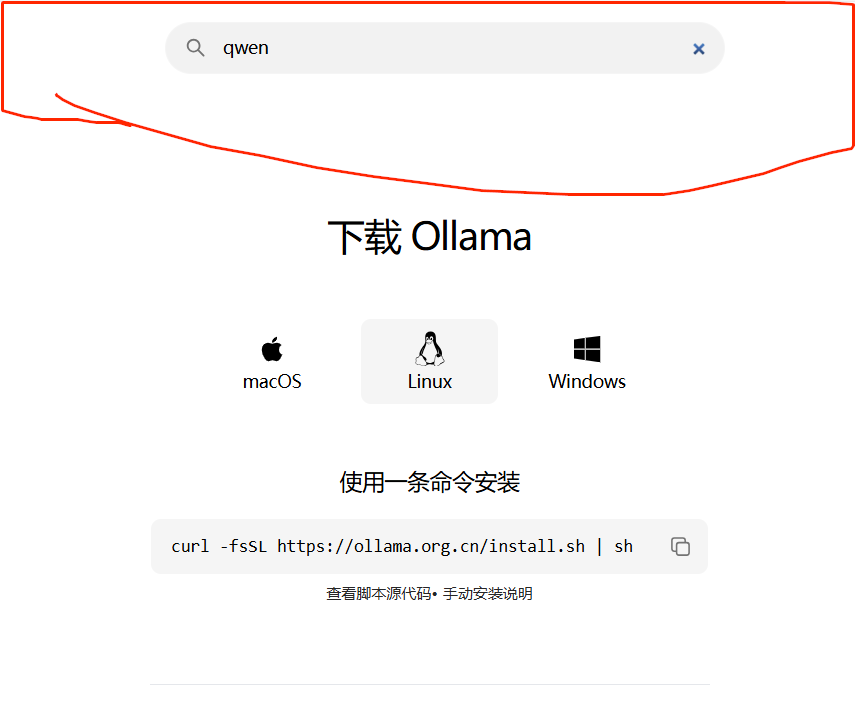 qwen
下载 Ollama
macOS Linux Windows
使用一条命令安装
curl -fsSL https://ollama.org.cn/install.sh | sh
查看脚本源代码• 手动安装说明